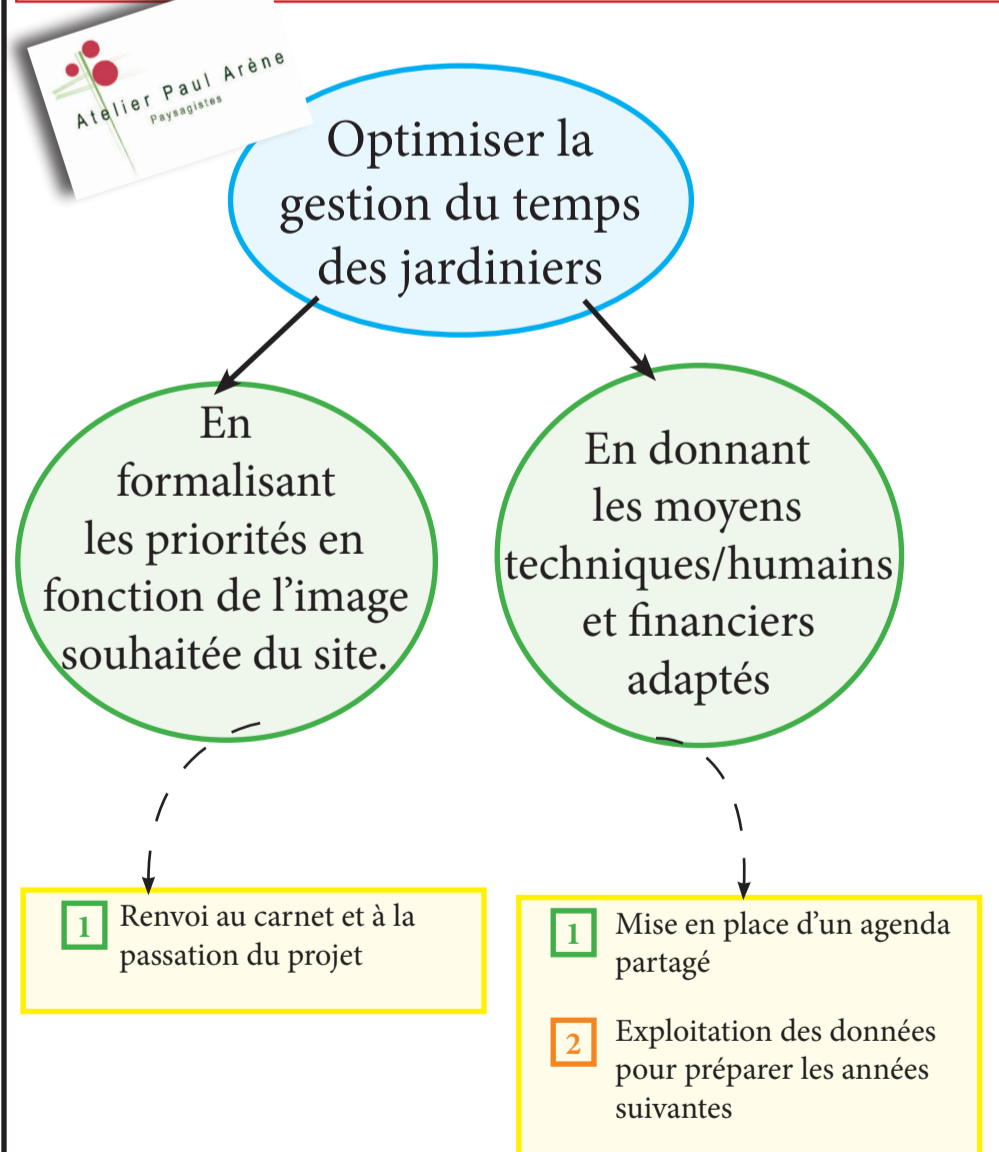 Atelier Paul Arène
Paysagistes
Optimiser la
gestion du temps
des jardiniers
En
formalisant
les priorités en
fonction de l’image
souhaitée du site.
En donnant
les moyens
techniques/humains
et financiers
adaptés
1 Renvoi au carnet et à la
passation du projet
1 Mise en place d’un agenda
partagé
2 Exploitation des données
pour préparer les années
suivantes